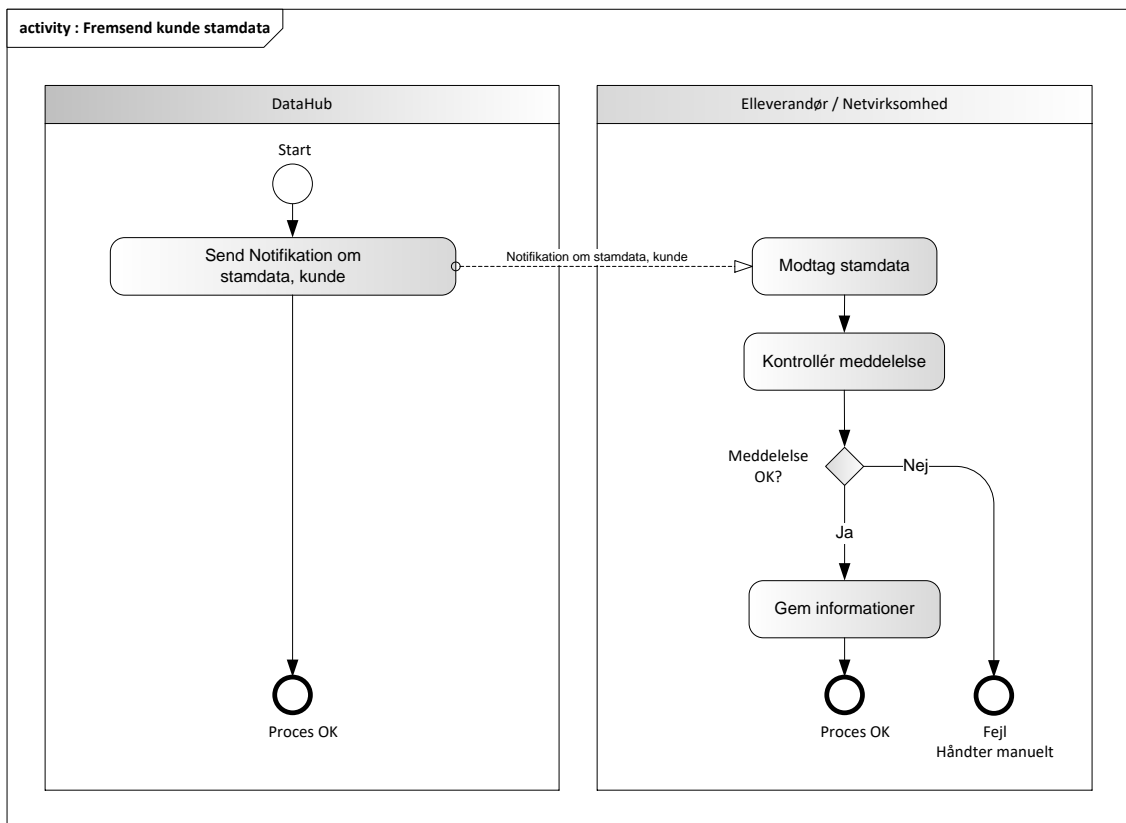 activity : Fremsend kunde stamdata
DataHub
Elleverandør / Netvirksomhed
Start
Send Notifikation om
stamdata, kunde
Notifikation om stamdata, kunde
Modtag stamdata
Kontrollér meddelelse
Meddelelse
OK?
Nej
Ja
Gem informationer
Proces OK
Proces OK
Fejl
Håndter manuelt